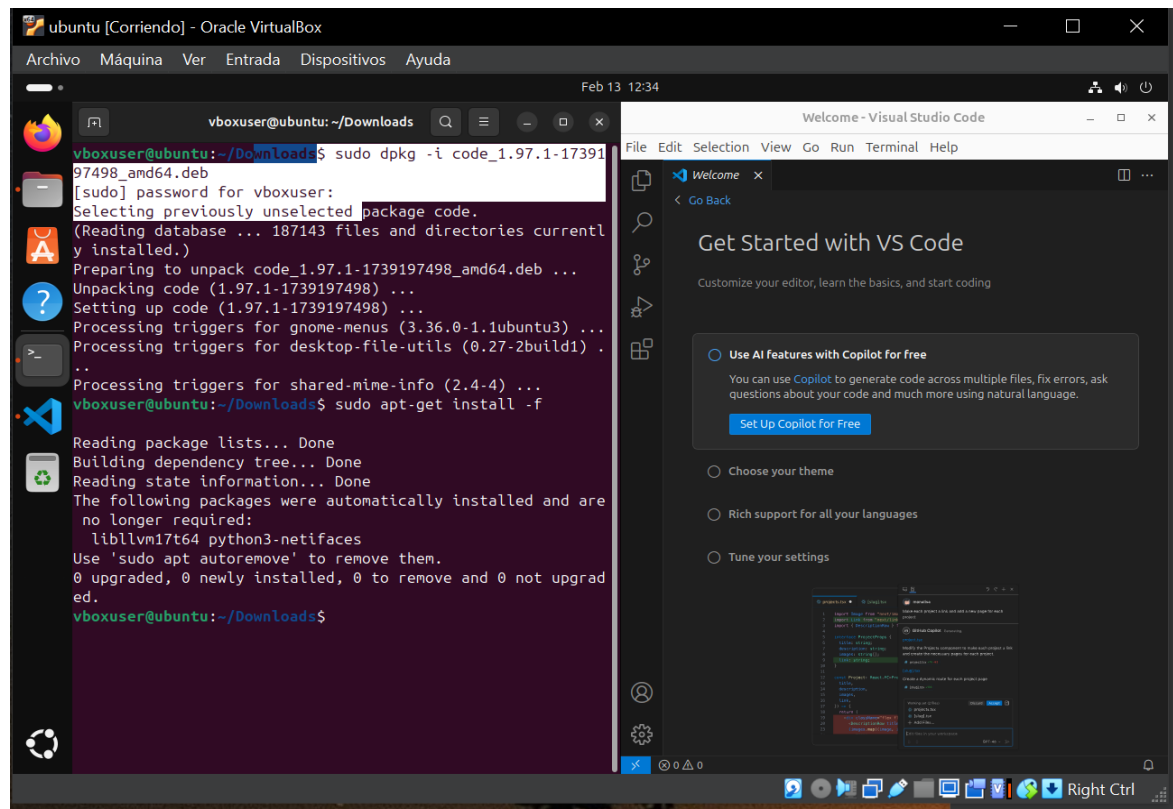 ubuntu [Corriendo] - Oracle VirtualBox
Archivo Máquina Ver Entrada Dispositivos Ayuda
Feb 13 12:34
vboxuser@ubuntu: ~/Downloads
vboxuser@ubuntu:~/Downloads$ sudo dpkg -i code_1.97.1-17391
97498_amd64.deb
[sudo] password for vboxuser:
Selecting previously unselected package code.
(Reading database ... 187143 files and directories currentl
y installed.)
Preparing to unpack code_1.97.1-1739197498_amd64.deb ...
Unpacking code (1.97.1-1739197498) ...
Setting up code (1.97.1-1739197498) ...
Processing triggers for gnome-menus (3.36.0-1.1ubuntu3) ...
Processing triggers for desktop-file-utils (0.27-2build1) .
..
Processing triggers for shared-mime-info (2.4-4) ...
vboxuser@ubuntu:~/Downloads$ sudo apt-get install -f
Reading package lists... Done
Building dependency tree... Done
Reading state information... Done
The following packages were automatically installed and are
no longer required:
libllvm17t64 python3-netifaces
Use 'sudo apt autoremove' to remove them.
0 upgraded, 0 newly installed, 0 to remove and 0 not upgrad
ed.
vboxuser@ubuntu:~/Downloads$
Welcome - Visual Studio Code
File Edit Selection View Go Run Terminal Help
Welcome
Go Back
Get Started with VS Code
Customize your editor, learn the basics, and start coding
Use AI features with Copilot for free
You can use Copilot to generate code across multiple files, fix errors, ask
questions about your code and much more using natural language.
Set Up Copilot for Free
Choose your theme
Rich support for all your languages
Tune your settings
0 0
Right Ctrl